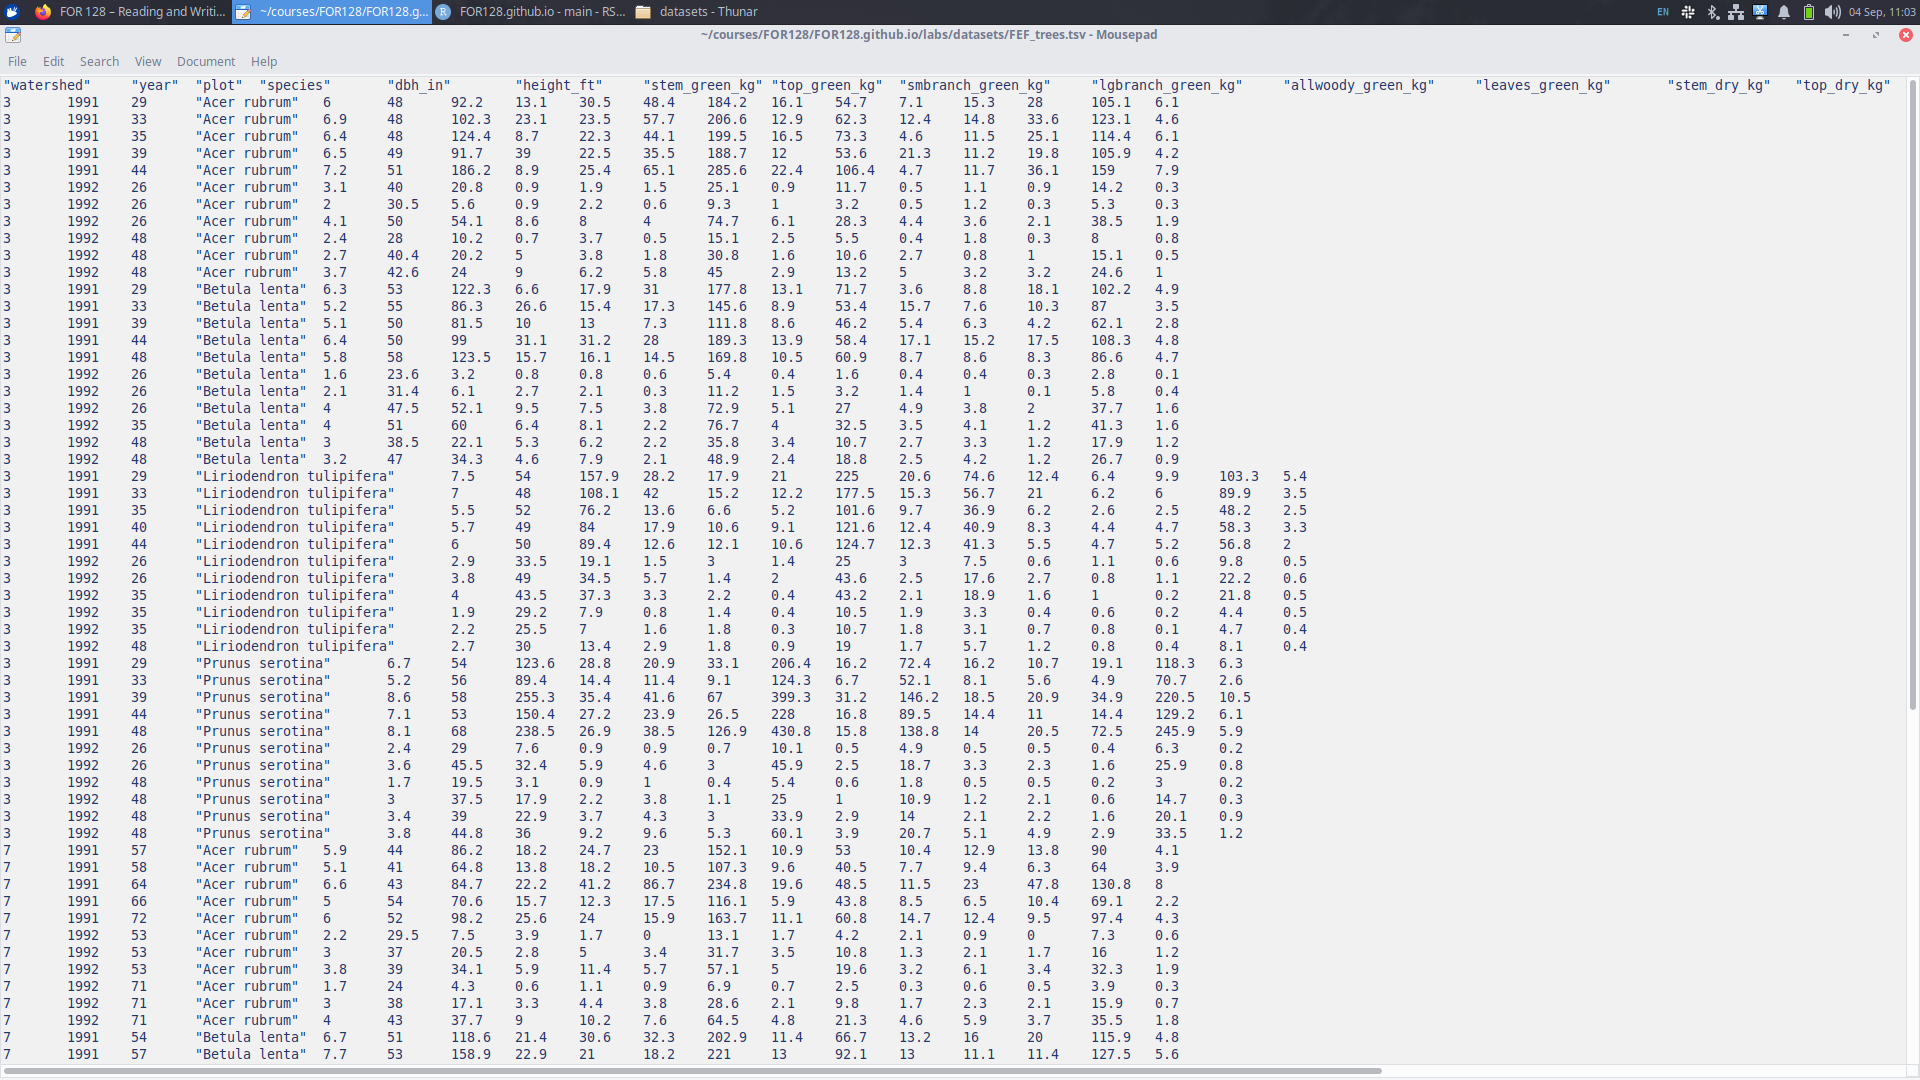 FOR 128 – Reading and Writi... ~/courses/FOR128/FOR128.g... FOR128.github.io - main - RS... datasets - Thunar EN 04 Sep, 11:03
~/courses/FOR128/FOR128.github.io/labs/datasets/FEF_trees.tsv - Mousepad
File Edit Search View Document Help
"watershed" "year" "plot" "species" "dbh_in" "height_ft" "stem_green_kg" "top_green_kg" "smbranch_green_kg" "lgbranch_green_kg" "allwoody_green_kg" "leaves_green_kg" "stem_dry_kg" "top_dry_kg"
3 1991 29 "Acer rubrum" 6 48 92.2 13.1 30.5 48.4 184.2 16.1 54.7 7.1 15.3 28 105.1 6.1
3 1991 33 "Acer rubrum" 6.9 48 102.3 23.1 23.5 57.7 206.6 12.9 62.3 12.4 14.8 33.6 123.1 4.6
3 1991 35 "Acer rubrum" 6.4 48 124.4 8.7 22.3 44.1 199.5 16.5 73.3 4.6 11.5 25.1 114.4 6.1
3 1991 39 "Acer rubrum" 6.5 49 91.7 39 22.5 35.5 188.7 12 53.6 21.3 11.2 19.8 105.9 4.2
3 1991 44 "Acer rubrum" 7.2 51 186.2 8.9 25.4 65.1 285.6 22.4 106.4 4.7 11.7 36.1 159 7.9
3 1992 26 "Acer rubrum" 3.1 40 20.8 0.9 1.9 1.5 25.1 0.9 11.7 0.5 1.1 0.9 14.2 0.3
3 1992 26 "Acer rubrum" 2 30.5 5.6 0.9 2.2 0.6 9.3 1 3.2 0.5 1.2 0.3 5.3 0.3
3 1992 26 "Acer rubrum" 4.1 50 54.1 8.6 8 4 74.7 6.1 28.3 4.4 3.6 2.1 38.5 1.9
3 1992 48 "Acer rubrum" 2.4 28 10.2 0.7 3.7 0.5 15.1 2.5 5.5 0.4 1.8 0.3 8 0.8
3 1992 48 "Acer rubrum" 2.7 40.4 20.2 5 3.8 1.8 30.8 1.6 10.6 2.7 0.8 1 15.1 0.5
3 1992 48 "Acer rubrum" 3.7 42.6 24 9 6.2 5.8 45 2.9 13.2 5 3.2 3.2 24.6 1
3 1991 29 "Betula lenta" 6.3 53 122.3 6.6 17.9 31 177.8 13.1 71.7 3.6 8.8 18.1 102.2 4.9
3 1991 33 "Betula lenta" 5.2 55 86.3 26.6 15.4 17.3 145.6 8.9 53.4 15.7 7.6 10.3 87 3.5
3 1991 39 "Betula lenta" 5.1 50 81.5 10 13 7.3 111.8 8.6 46.2 5.4 6.3 4.2 62.1 2.8
3 1991 44 "Betula lenta" 6.4 50 99 31.1 31.2 28 189.3 13.9 58.4 17.1 15.2 17.5 108.3 4.8
3 1991 48 "Betula lenta" 5.8 58 123.5 15.7 16.1 14.5 169.8 10.5 60.9 8.7 8.6 8.3 86.6 4.7
3 1992 26 "Betula lenta" 1.6 23.6 3.2 0.8 0.8 0.6 5.4 0.4 1.6 0.4 0.4 0.3 2.8 0.1
3 1992 26 "Betula lenta" 2.1 31.4 6.1 2.7 2.1 0.3 11.2 1.5 3.2 1.4 1 0.1 5.8 0.4
3 1992 26 "Betula lenta" 4 47.5 52.1 9.5 7.5 3.8 72.9 5.1 27 4.9 3.8 2 37.7 1.6
3 1992 35 "Betula lenta" 4 51 60 6.4 8.1 2.2 76.7 4 32.5 3.5 4.1 1.2 41.3 1.6
3 1992 48 "Betula lenta" 3 38.5 22.1 5.3 6.2 2.2 35.8 3.4 10.7 2.7 3.3 1.2 17.9 1.2
3 1992 48 "Betula lenta" 3.2 47 34.3 4.6 7.9 2.1 48.9 2.4 18.8 2.5 4.2 1.2 26.7 0.9
3 1991 29 "Liriodendron tulipifera" 7.5 54 157.9 28.2 17.9 21 225 20.6 74.6 12.4 6.4 9.9 103.3 5.4
3 1991 33 "Liriodendron tulipifera" 7 48 108.1 42 15.2 12.2 177.5 15.3 56.7 21 6.2 6 89.9 3.5
3 1991 35 "Liriodendron tulipifera" 5.5 52 76.2 13.6 6.6 5.2 101.6 9.7 36.9 6.2 2.6 2.5 48.2 2.5
3 1991 40 "Liriodendron tulipifera" 5.7 49 84 17.9 10.6 9.1 121.6 12.4 40.9 8.3 4.4 4.7 58.3 3.3
3 1991 44 "Liriodendron tulipifera" 6 50 89.4 12.6 12.1 10.6 124.7 12.3 41.3 5.5 4.7 5.2 56.8 2
3 1992 26 "Liriodendron tulipifera" 2.9 33.5 19.1 1.5 3 1.4 25 3 7.5 0.6 1.1 0.6 9.8 0.5
3 1992 26 "Liriodendron tulipifera" 3.8 49 34.5 5.7 1.4 2 43.6 2.5 17.6 2.7 0.8 1.1 22.2 0.6
3 1992 35 "Liriodendron tulipifera" 4 43.5 37.3 3.3 2.2 0.4 43.2 2.1 18.9 1.6 1 0.2 21.8 0.5
3 1992 35 "Liriodendron tulipifera" 1.9 29.2 7.9 0.8 1.4 0.4 10.5 1.9 3.3 0.4 0.6 0.2 4.4 0.5
3 1992 35 "Liriodendron tulipifera" 2.2 25.5 7 1.6 1.8 0.3 10.7 1.8 3.1 0.7 0.8 0.1 4.7 0.4
3 1992 48 "Liriodendron tulipifera" 2.7 30 13.4 2.9 1.8 0.9 19 1.7 5.7 1.2 0.8 0.4 8.1 0.4
3 1991 29 "Prunus serotina" 6.7 54 123.6 28.8 20.9 33.1 206.4 16.2 72.4 16.2 10.7 19.1 118.3 6.3
3 1991 33 "Prunus serotina" 5.2 56 89.4 14.4 11.4 9.1 124.3 6.7 52.1 8.1 5.6 4.9 70.7 2.6
3 1991 39 "Prunus serotina" 8.6 58 255.3 35.4 41.6 67 399.3 31.2 146.2 18.5 20.9 34.9 220.5 10.5
3 1991 44 "Prunus serotina" 7.1 53 150.4 27.2 23.9 26.5 228 16.8 89.5 14.4 11 14.4 129.2 6.1
3 1991 48 "Prunus serotina" 8.1 68 238.5 26.9 38.5 126.9 430.8 15.8 138.8 14 20.5 72.5 245.9 5.9
3 1992 26 "Prunus serotina" 2.4 29 7.6 0.9 0.9 0.7 10.1 0.5 4.9 0.5 0.5 0.4 6.3 0.2
3 1992 26 "Prunus serotina" 3.6 45.5 32.4 5.9 4.6 3 45.9 2.5 18.7 3.3 2.3 1.6 25.9 0.8
3 1992 48 "Prunus serotina" 1.7 19.5 3.1 0.9 1 0.4 5.4 0.6 1.8 0.5 0.5 0.2 3 0.2
3 1992 48 "Prunus serotina" 3 37.5 17.9 2.2 3.8 1.1 25 1 10.9 1.2 2.1 0.6 14.7 0.3
3 1992 48 "Prunus serotina" 3.4 39 22.9 3.7 4.3 3 33.9 2.9 14 2.1 2.2 1.6 20.1 0.9
3 1992 48 "Prunus serotina" 3.8 44.8 36 9.2 9.6 5.3 60.1 3.9 20.7 5.1 4.9 2.9 33.5 1.2
7 1991 57 "Acer rubrum" 5.9 44 86.2 18.2 24.7 23 152.1 10.9 53 10.4 12.9 13.8 90 4.1
7 1991 58 "Acer rubrum" 5.1 41 64.8 13.8 18.2 10.5 107.3 9.6 40.5 7.7 9.4 6.3 64 3.9
7 1991 64 "Acer rubrum" 6.6 43 84.7 22.2 41.2 86.7 234.8 19.6 48.5 11.5 23 47.8 130.8 8
7 1991 66 "Acer rubrum" 5 54 70.6 15.7 12.3 17.5 116.1 5.9 43.8 8.5 6.5 10.4 69.1 2.2
7 1991 72 "Acer rubrum" 6 52 98.2 25.6 24 15.9 163.7 11.1 60.8 14.7 12.4 9.5 97.4 4.3
7 1992 53 "Acer rubrum" 2.2 29.5 7.5 3.9 1.7 0 13.1 1.7 4.2 2.1 0.9 0 7.3 0.6
7 1992 53 "Acer rubrum" 3 37 20.5 2.8 5 3.4 31.7 3.5 10.8 1.3 2.1 1.7 16 1.2
7 1992 53 "Acer rubrum" 3.8 39 34.1 5.9 11.4 5.7 57.1 5 19.6 3.2 6.1 3.4 32.3 1.9
7 1992 71 "Acer rubrum" 1.7 24 4.3 0.6 1.1 0.9 6.9 0.7 2.5 0.3 0.6 0.5 3.9 0.3
7 1992 71 "Acer rubrum" 3 38 17.1 3.3 4.4 3.8 28.6 2.1 9.8 1.7 2.3 2.1 15.9 0.7
7 1992 71 "Acer rubrum" 4 43 37.7 9 10.2 7.6 64.5 4.8 21.3 4.6 5.9 3.7 35.5 1.8
7 1991 54 "Betula lenta" 6.7 51 118.6 21.4 30.6 32.3 202.9 11.4 66.7 13.2 16 20 115.9 4.8
7 1991 57 "Betula lenta" 7.7 53 158.9 22.9 21 18.2 221 13 92.1 13 11.1 11.4 127.5 5.6